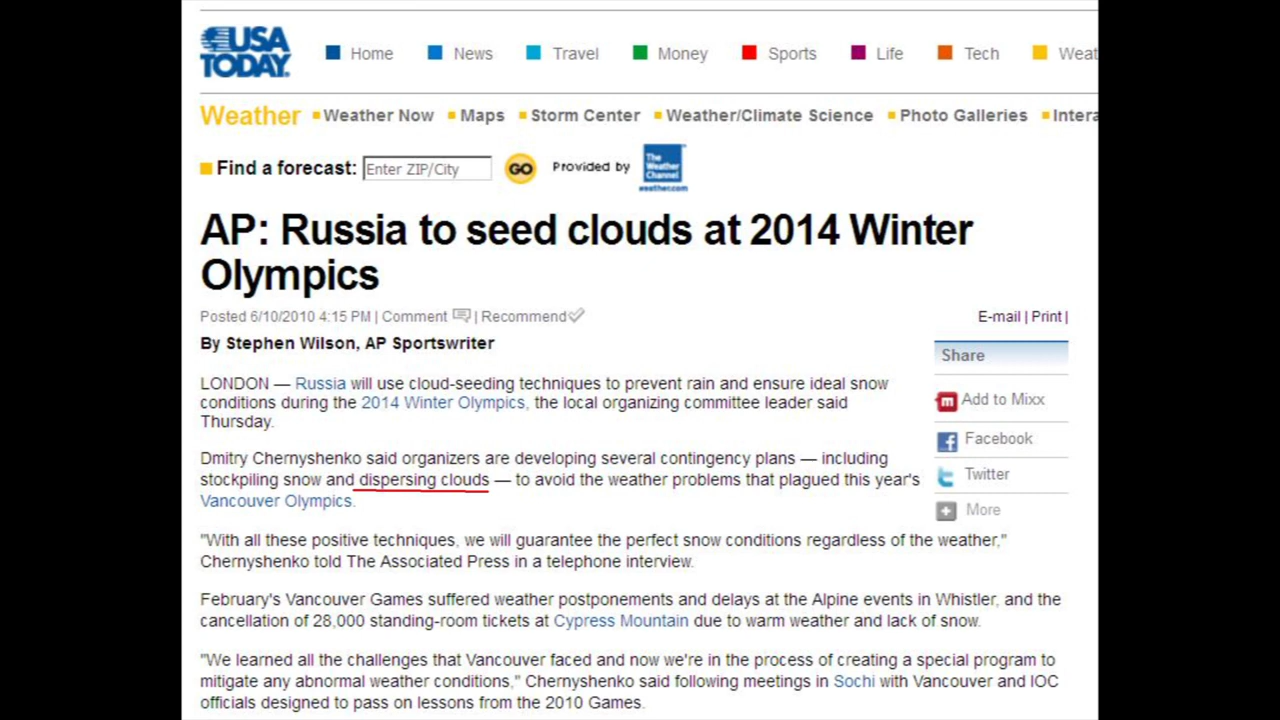 USA
TODAY
Home News Travel Money Sports Life Tech Weat
Weather Weather Now Maps Storm Center Weather/Climate Science Photo Galleries Intera
Find a forecast: Enter ZIP/City GO Provided by The Weather Channel weather.com
AP: Russia to seed clouds at 2014 Winter
Olympics
Posted 6/10/2010 4:15 PM | Comment | Recommend E-mail | Print |
By Stephen Wilson, AP Sportswriter
Share
Add to Mixx
Facebook
Twitter
More
LONDON — Russia will use cloud-seeding techniques to prevent rain and ensure ideal snow
conditions during the 2014 Winter Olympics, the local organizing committee leader said
Thursday.
Dmitry Chernyshenko said organizers are developing several contingency plans — including
stockpiling snow and dispersing clouds — to avoid the weather problems that plagued this year's
Vancouver Olympics.
"With all these positive techniques, we will guarantee the perfect snow conditions regardless of the weather,"
Chernyshenko told The Associated Press in a telephone interview.
February's Vancouver Games suffered weather postponements and delays at the Alpine events in Whistler, and the
cancellation of 28,000 standing-room tickets at Cypress Mountain due to warm weather and lack of snow.
"We learned all the challenges that Vancouver faced and now we're in the process of creating a special program to
mitigate any abnormal weather conditions," Chernyshenko said following meetings in Sochi with Vancouver and IOC
officials designed to pass on lessons from the 2010 Games.